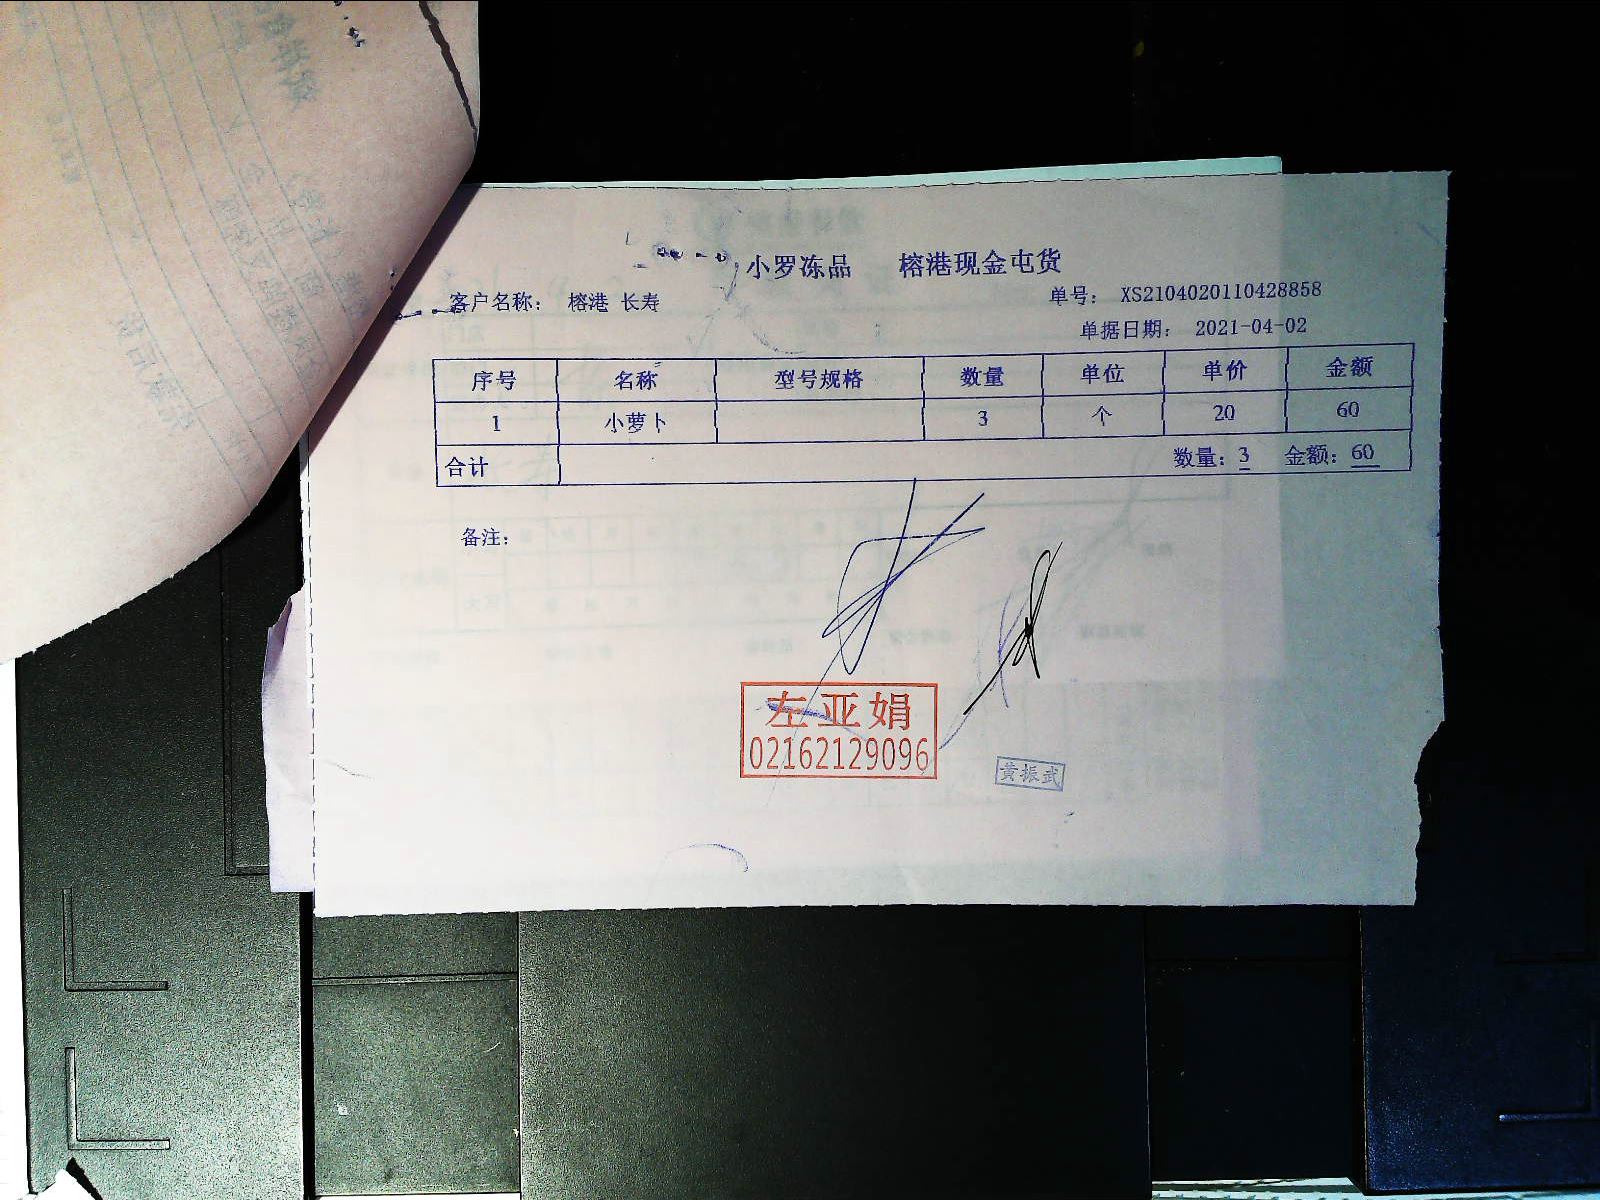 小罗冻品 榕港现金屯货
客户名称： 榕港 长寿 单号： XS2104020110428858
单据日期： 2021-04-02
序号 名称 型号规格 数量 单位 单价 金额
1 小萝卜 3 个 20 60
合计 数量：3 金额：60
备注：
左亚娟
02162129096
黄振武